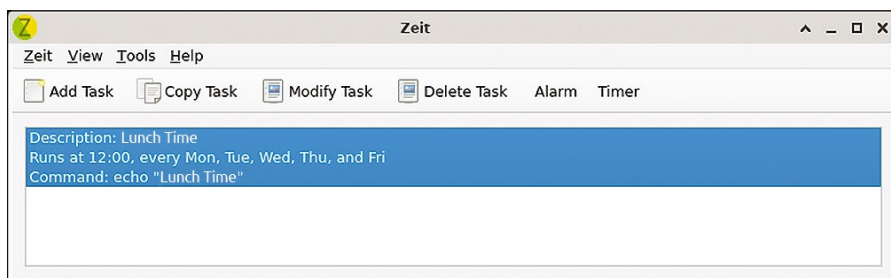 Zeit
Zeit View Tools Help
Add Task Copy Task Modify Task Delete Task Alarm Timer
Description: Lunch Time
Runs at 12:00, every Mon, Tue, Wed, Thu, and Fri
Command: echo "Lunch Time"